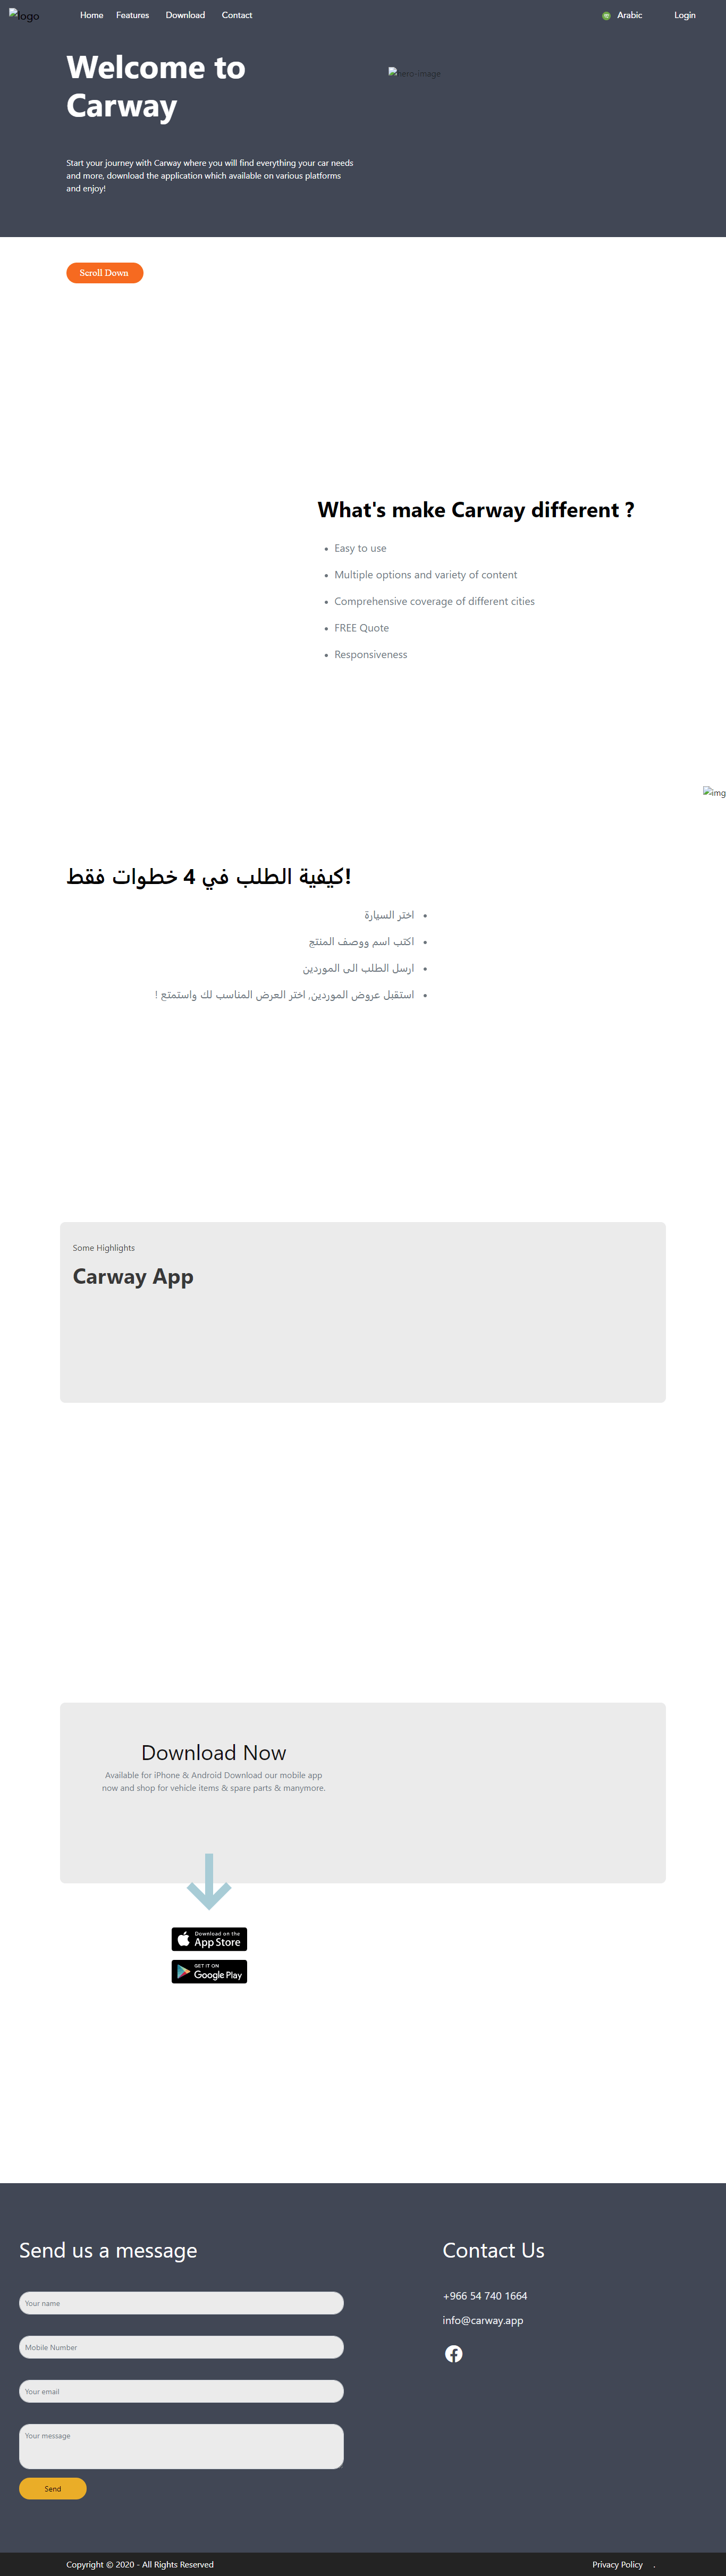 logo
Home
Features
Download
Contact
Arabic
Login
Welcome to
Carway
hero-image
Start your journey with Carway where you will find everything your car needs
and more, download the application which available on various platforms
and enjoy!
Scroll Down
What's make Carway different ?
Easy to use
Multiple options and variety of content
Comprehensive coverage of different cities
FREE Quote
Responsiveness
img
كيفية الطلب في 4 خطوات فقط!
اختر السيارة
اكتب اسم ووصف المنتج
ارسل الطلب الى الموردين
استقبل عروض الموردين, اختر العرض المناسب لك واستمتع !
Some Highlights
Carway App
Download Now
Available for iPhone & Android Download our mobile app
now and shop for vehicle items & spare parts & manymore.
Download on the
App Store
GET IT ON
Google Play
Send us a message
Your name
Mobile Number
Your email
Your message
Send
Contact Us
+966 54 740 1664
info@carway.app
Copyright © 2020 - All Rights Reserved
Privacy Policy .